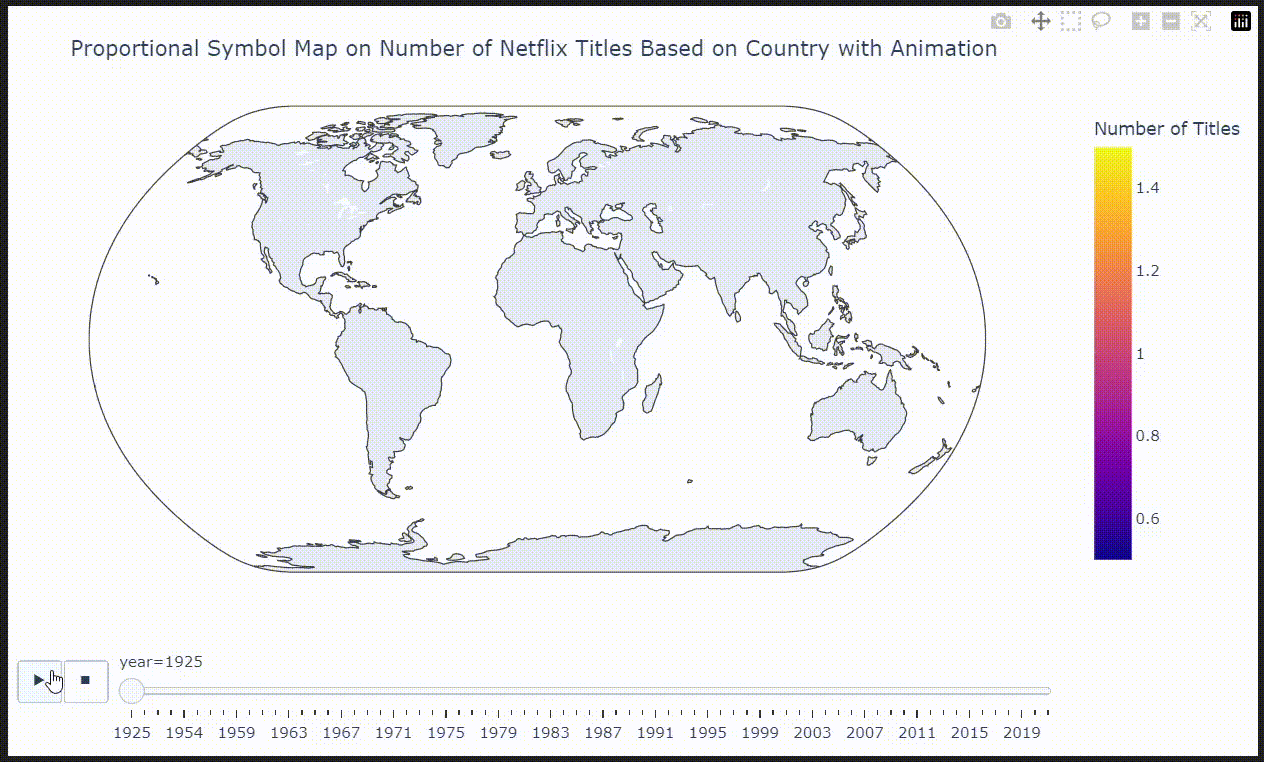 Proportional Symbol Map on Number of Netflix Titles Based on Country with Animation
Number of Titles
1.4
1.2
1
0.8
0.6
year=1925
1925 1954 1959 1963 1967 1971 1975 1979 1983 1987 1991 1995 1999 2003 2007 2011 2015 2019